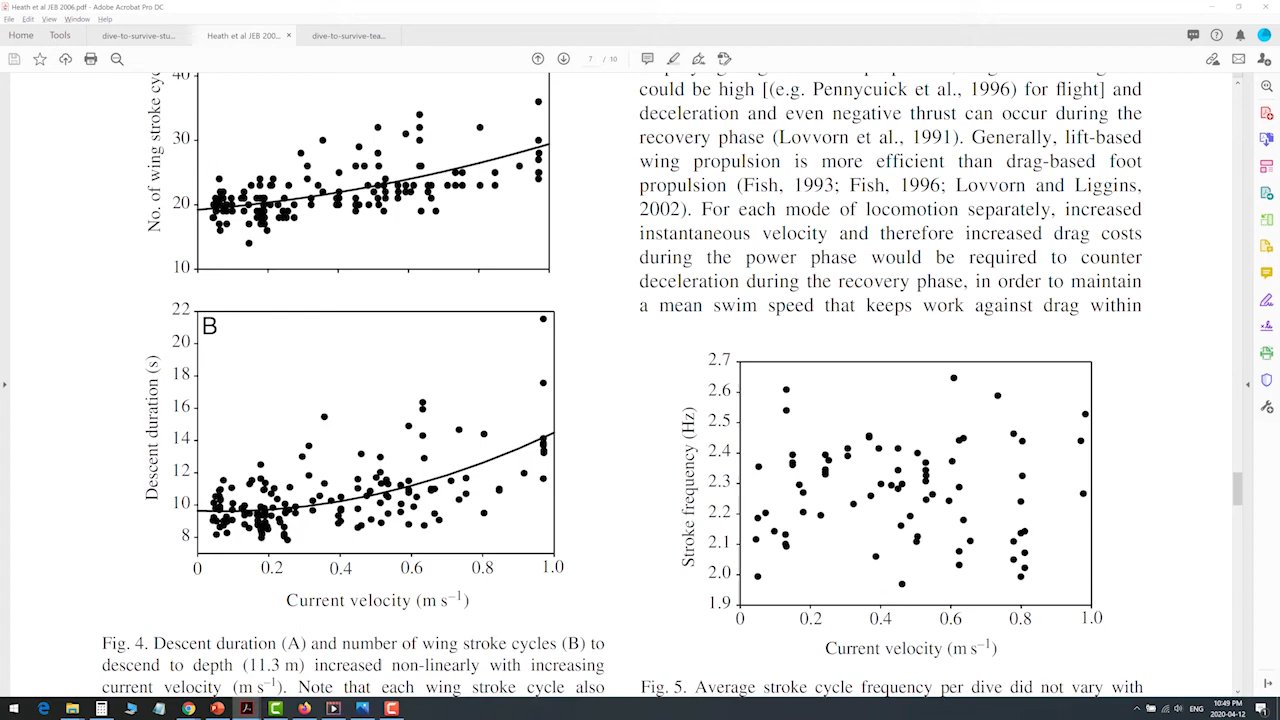 Heath et al JEB 2006.pdf - Adobe Acrobat Pro DC
File Edit View Window Help
Home Tools dive-to-survive-stu... Heath et al JEB 200... × dive-to-survive-tea...
7 / 10
No. of wing stroke cyc
40
30
20
10
B
Descent duration (s)
22
20
18
16
14
12
10
8
0 0.2 0.4 0.6 0.8 1.0
Current velocity (m s–1)
Fig. 4. Descent duration (A) and number of wing stroke cycles (B) to
descend to depth (11.3 m) increased non-linearly with increasing
current velocity (m s–1). Note that each wing stroke cycle also
could be high [(e.g. Pennycuick et al., 1996) for flight] and
deceleration and even negative thrust can occur during the
recovery phase (Lovvorn et al., 1991). Generally, lift-based
wing propulsion is more efficient than drag-based foot
propulsion (Fish, 1993; Fish, 1996; Lovvorn and Liggins,
2002). For each mode of locomotion separately, increased
instantaneous velocity and therefore increased drag costs
during the power phase would be required to counter
deceleration during the recovery phase, in order to maintain
a mean swim speed that keeps work against drag within
Stroke frequency (Hz)
2.7
2.6
2.5
2.4
2.3
2.2
2.1
2.0
1.9
0 0.2 0.4 0.6 0.8 1.0
Current velocity (m s–1)
Fig. 5. Average stroke cycle frequency per dive did not vary with
ENG 10:49 PM
2020-04-12